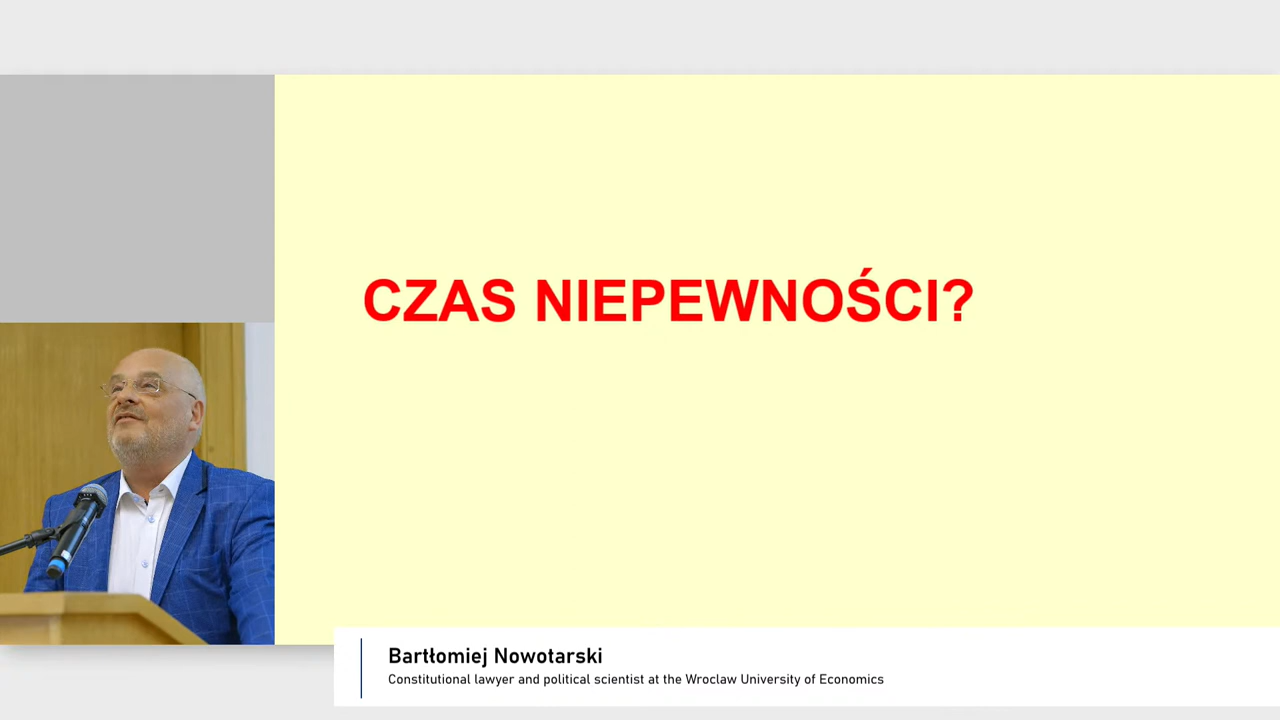 CZAS NIEPEWNOŚCI?
Bartłomiej Nowotarski
Constitutional lawyer and political scientist at the Wroclaw University of Economics